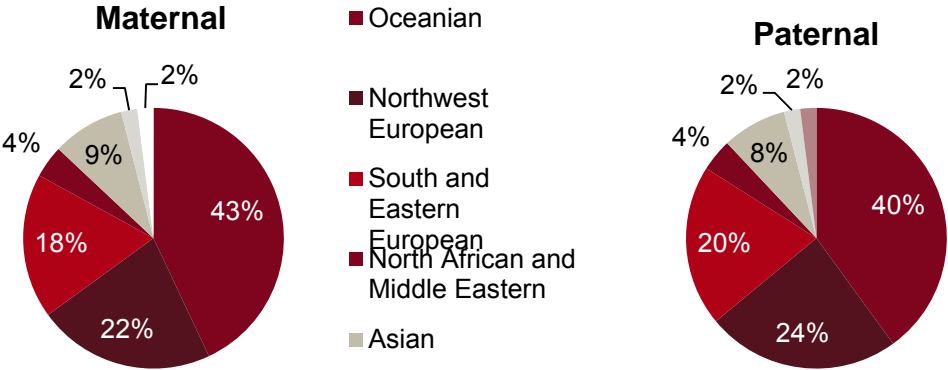 Maternal
2%
2%
4%
9%
43%
18%
22%
Oceanian
Northwest
European
South and
Eastern
European
North African and
Middle Eastern
Asian
Paternal
2%
2%
4%
8%
40%
20%
24%